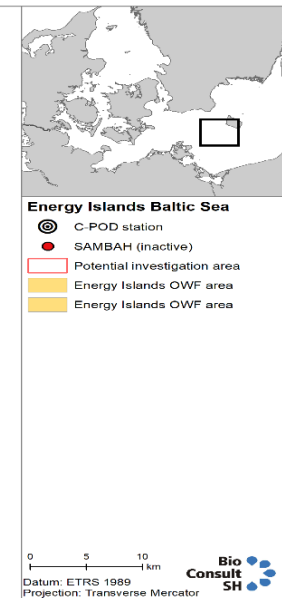 Energy Islands Baltic Sea
C-POD station
SAMBAH (inactive)
Potential investigation area
Energy Islands OWF area
Energy Islands OWF area
0 5 10
km
Bio
Consult
SH
Datum: ETRS 1989
Projection: Transverse Mercator